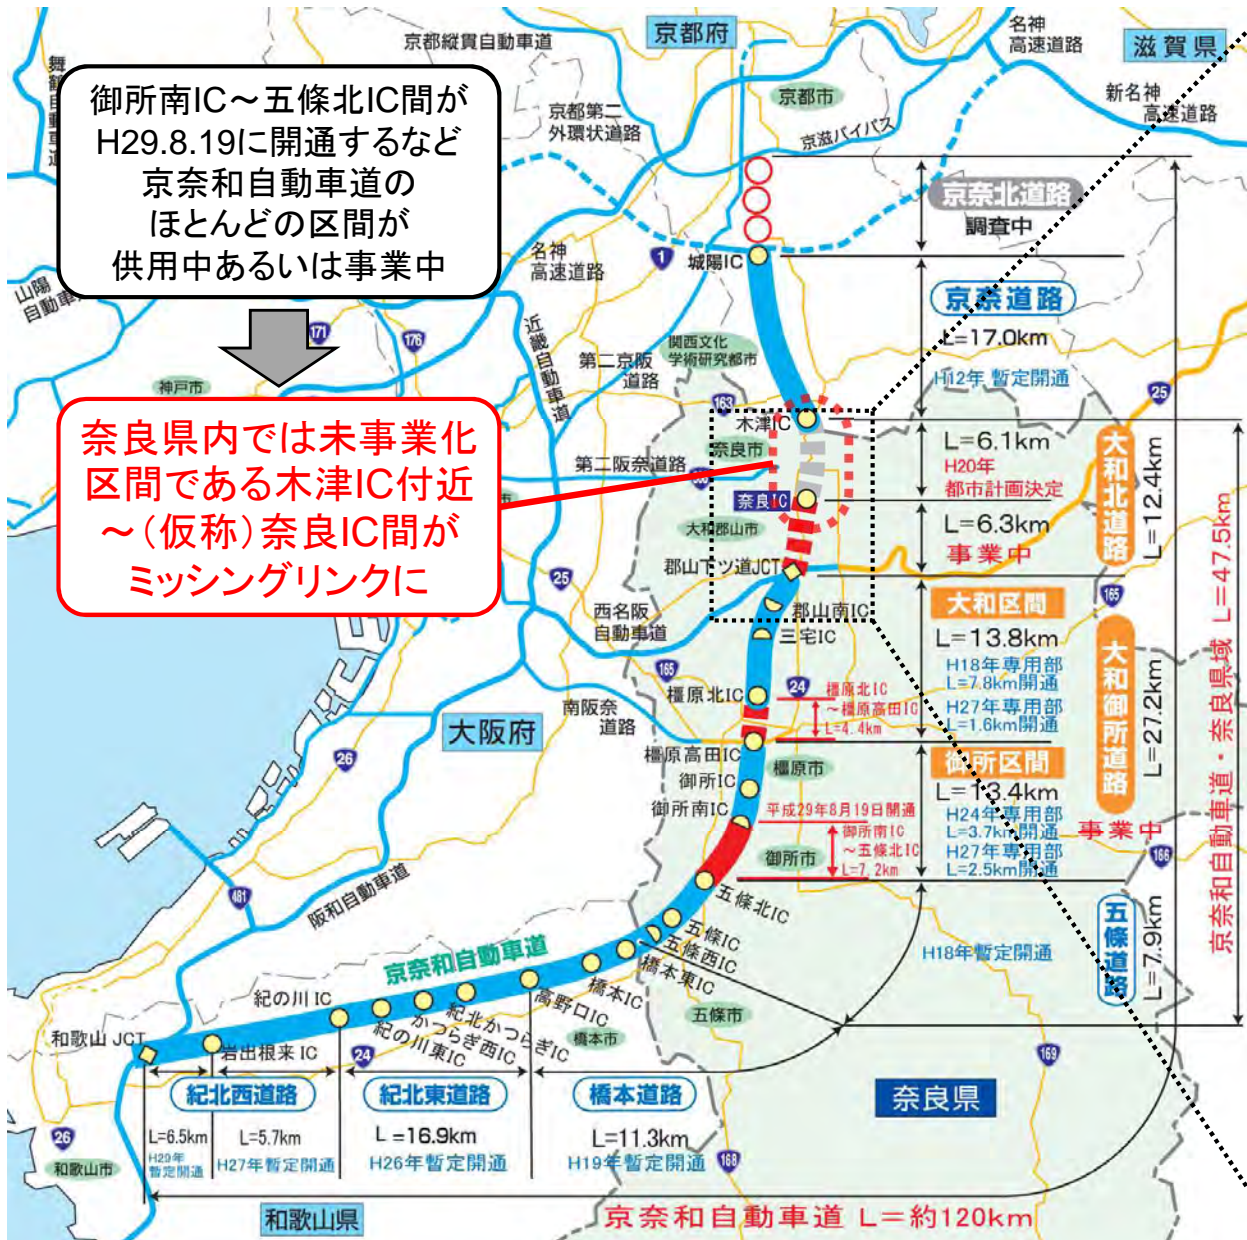 京都縦貫自動車道
京都府
名神
高速道路
滋賀県
舞鶴
自動車道
御所南IC～五條北IC間が
H29.8.19に開通するなど
京奈和自動車道の
ほとんどの区間が
供用中あるいは事業中
京都市
京都第二
外環状道路
京滋バイパス
新名神
高速道路
京奈北道路
調査中
名神
高速道路
1
城陽IC
山陽
自動車道
171
176
近畿自動車道
京奈道路
L=17.0km
H12年 暫定開通
関西文化
学術研究都市
第二京阪
道路
神戸市
163
25
木津IC
奈良県内では未事業化
区間である木津IC付近
～(仮称)奈良IC間が
ミッシングリンクに
奈良市
第二阪奈道路
奈良IC
大和郡山市
L=6.1km
H20年
都市計画決定
L=6.3km
事業中
大和北道路
L=12.4km
郡山下ツ道JCT
25
西名阪
自動車道
郡山南IC
三宅IC
大和区間
L=13.8km
H18年専用部
L=7.8km開通
H27年専用部
L=1.6km開通
165
大和御所道路
L=27.2km
事業中
京奈和自動車道・奈良県域 L=47.5km
165
橿原北IC
24
橿原北IC
～橿原高田IC
L=4.4km
南阪奈
道路
大阪府
26
橿原高田IC
橿原市
御所IC
御所南IC
御所区間
L=13.4km
H24年専用部
L=3.7km開通
H27年専用部
L=2.5km開通
平成29年8月19日開通
御所南IC
～五條北IC
L=7.2km
御所市
166
481
阪和自動車道
五條北IC
五條IC
五條西IC
橋本東IC
橋本IC
高野口IC
紀北かつらぎIC
かつらぎ西IC
紀の川東IC
紀の川 IC
岩出根来 IC
和歌山 JCT
京奈和自動車道
H18年暫定開通
五條道路
L=7.9km
五條市
橋本市
24
169
奈良県
紀北西道路
紀北東道路
橋本道路
L=6.5km
H29年
暫定開通
L=5.7km
H27年暫定開通
L=16.9km
H26年暫定開通
L=11.3km
H19年暫定開通
26
和歌山市
168
和歌山県
京奈和自動車道 L=約120km